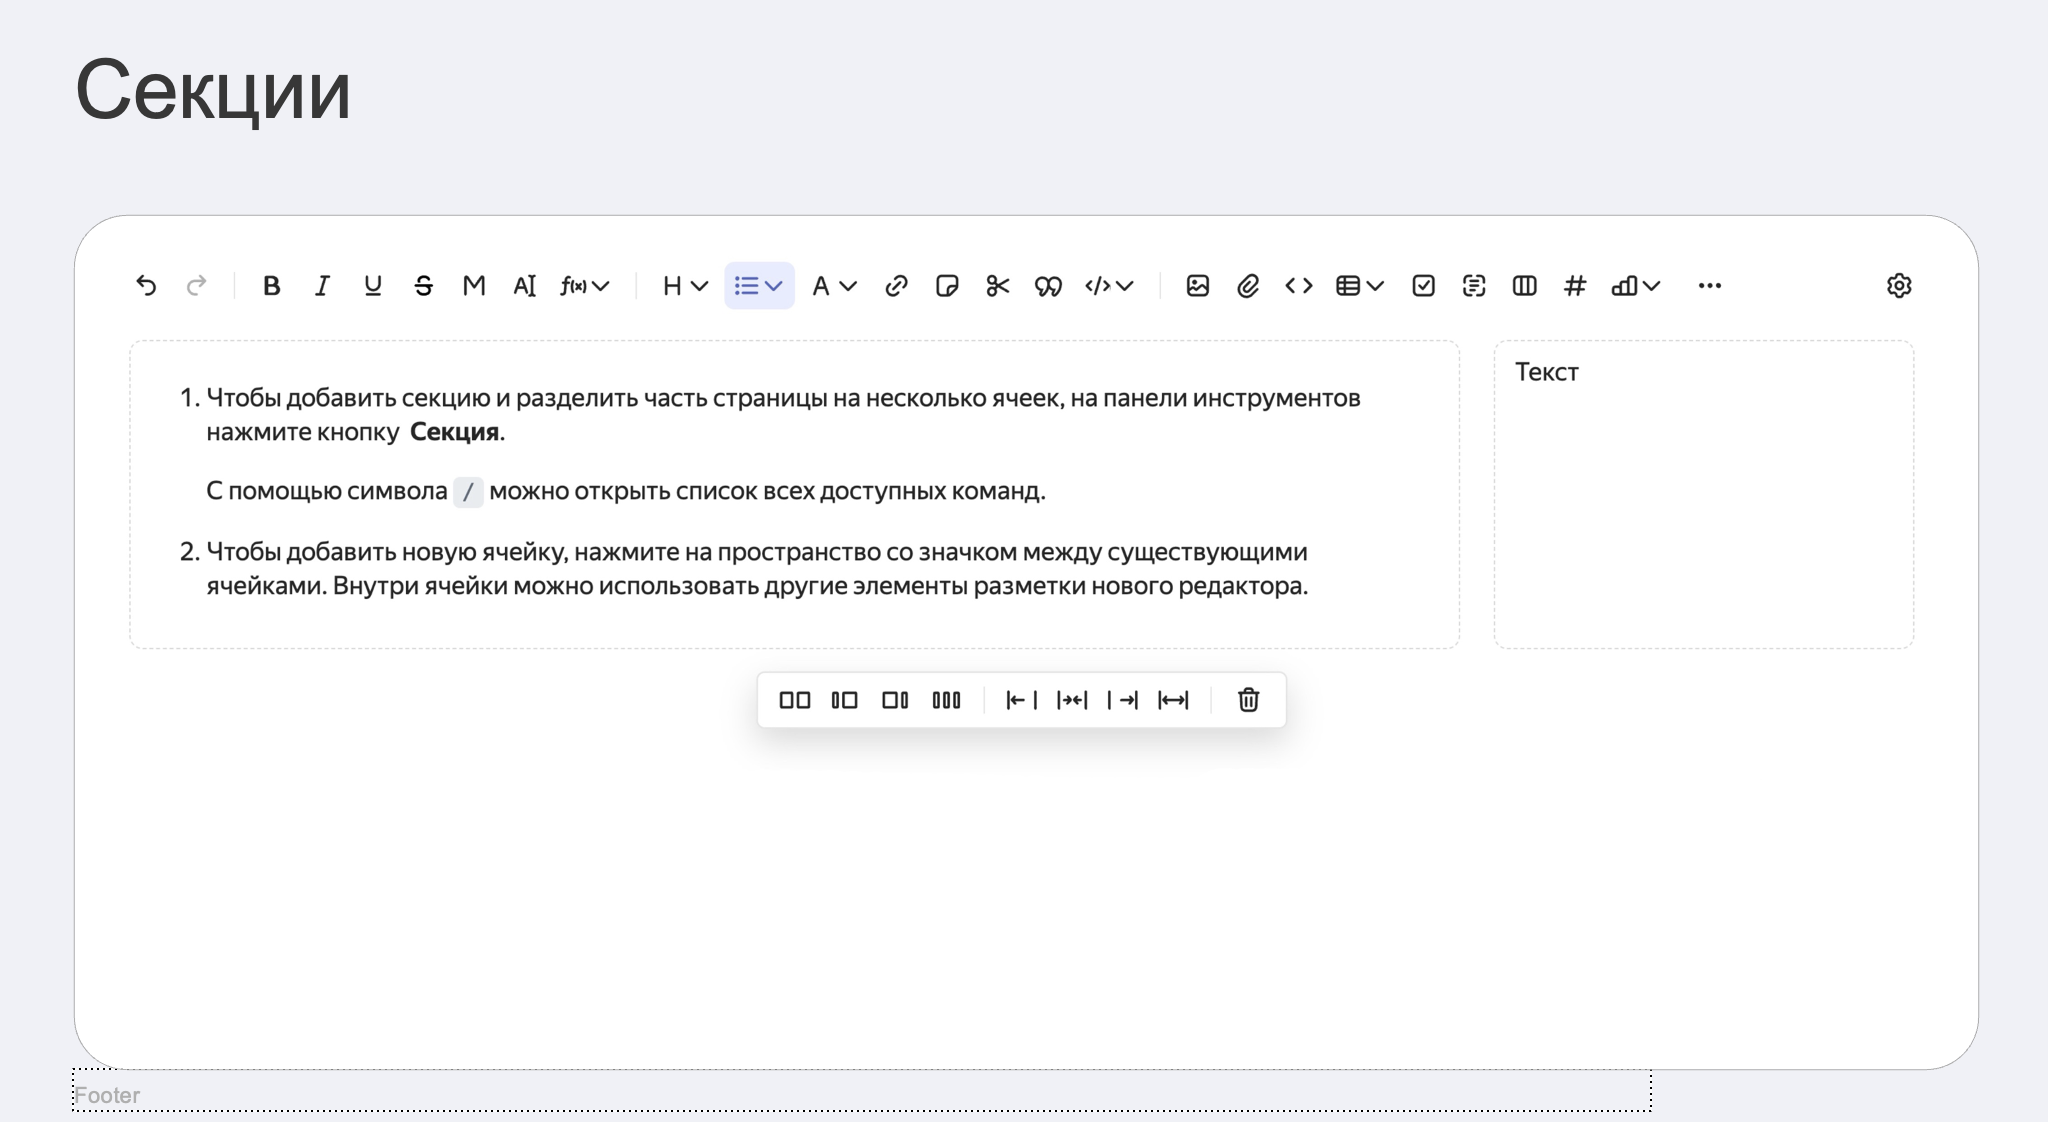 Секции
B I U S M AI f(x) H A </> < > #
1. Чтобы добавить секцию и разделить часть страницы на несколько ячеек, на панели инструментов
нажмите кнопку Секция.
Текст
С помощью символа / можно открыть список всех доступных команд.
2. Чтобы добавить новую ячейку, нажмите на пространство со значком между существующими
ячейками. Внутри ячейки можно использовать другие элементы разметки нового редактора.
Footer